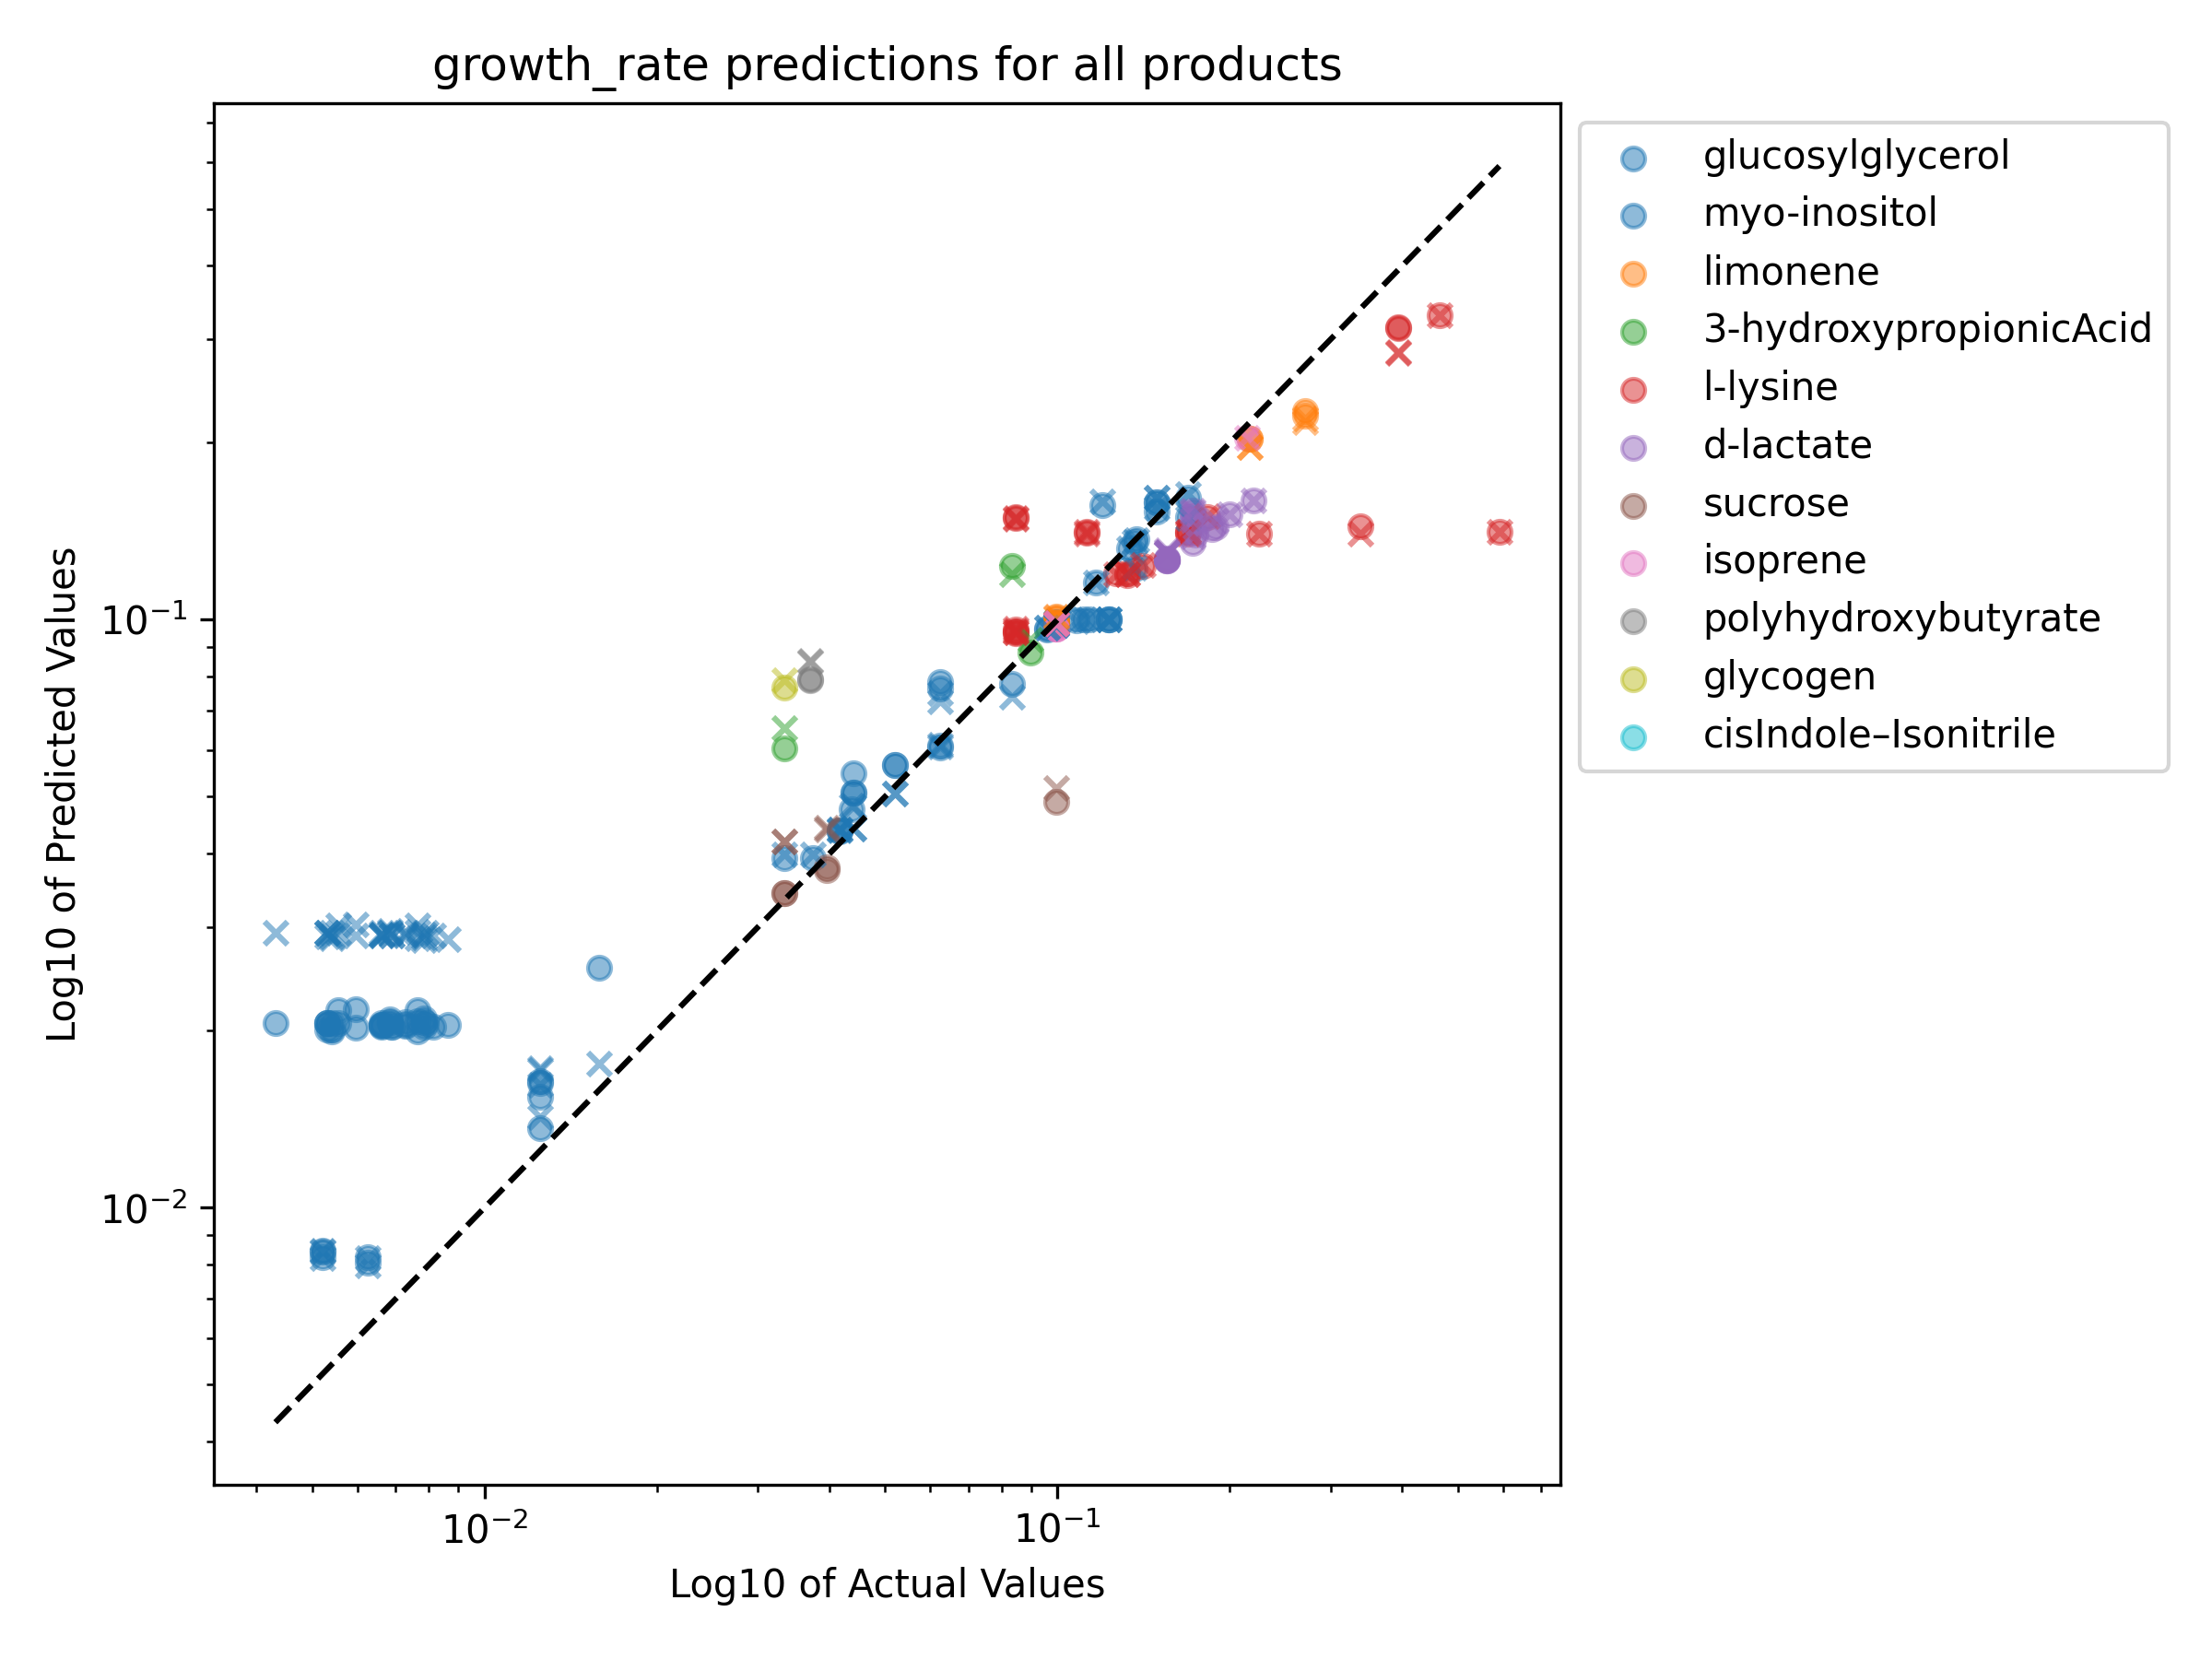 growth_rate predictions for all products
glucosylglycerol
myo-inositol
limonene
3-hydroxypropionicAcid
l-lysine
d-lactate
sucrose
isoprene
polyhydroxybutyrate
glycogen
cisIndole–Isonitrile
Log10 of Predicted Values
10⁻¹
10⁻²
10⁻²
10⁻¹
Log10 of Actual Values